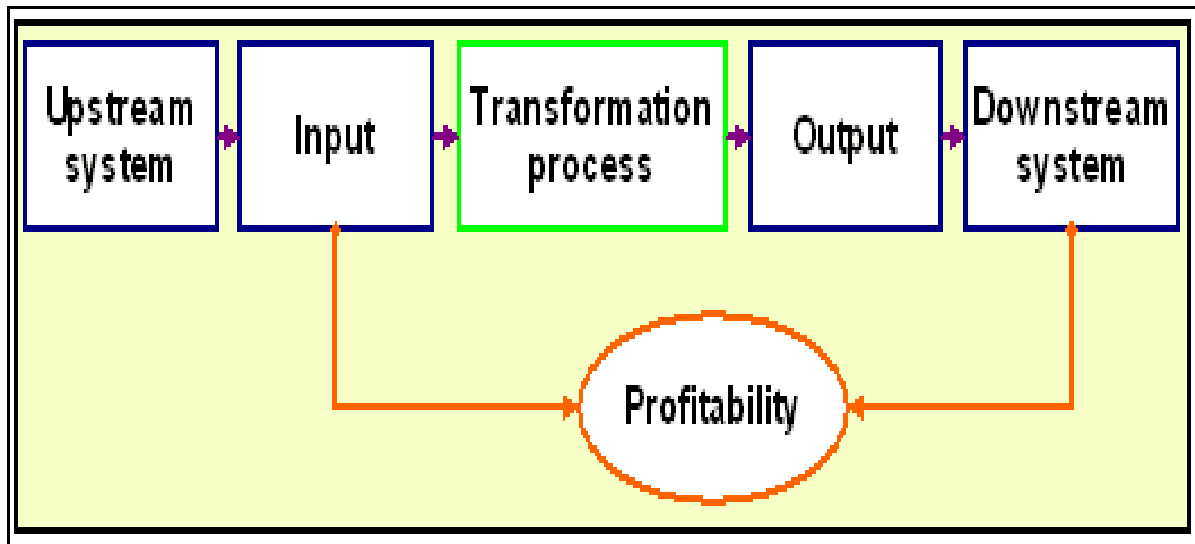 Upstream
system
Input
Transformation
process
Output
Downstream
system
Profitability